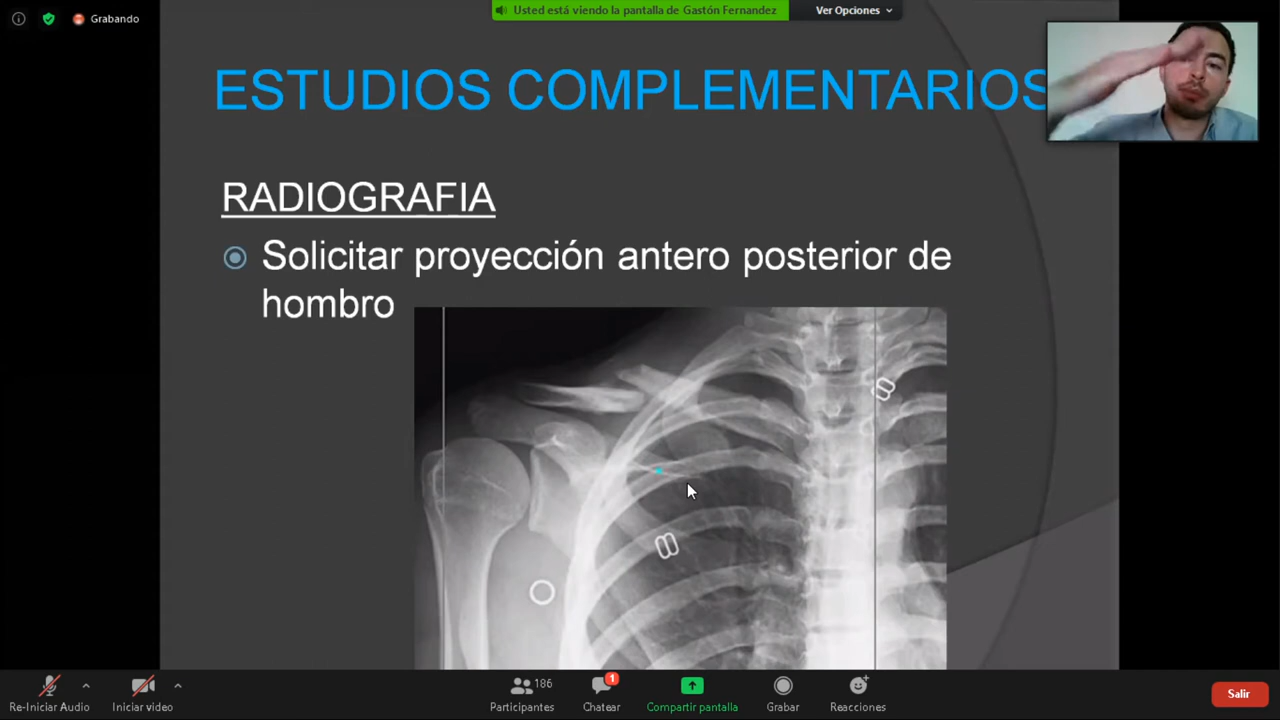 Grabando
Usted está viendo la pantalla de Gastón Fernandez
Ver Opciones
ESTUDIOS COMPLEMENTARIOS
RADIOGRAFIA
Solicitar proyección antero posterior de
hombro
Re-Iniciar Audio
Iniciar video
186
Participantes
1
Chatear
Compartir pantalla
Grabar
Reacciones
Salir